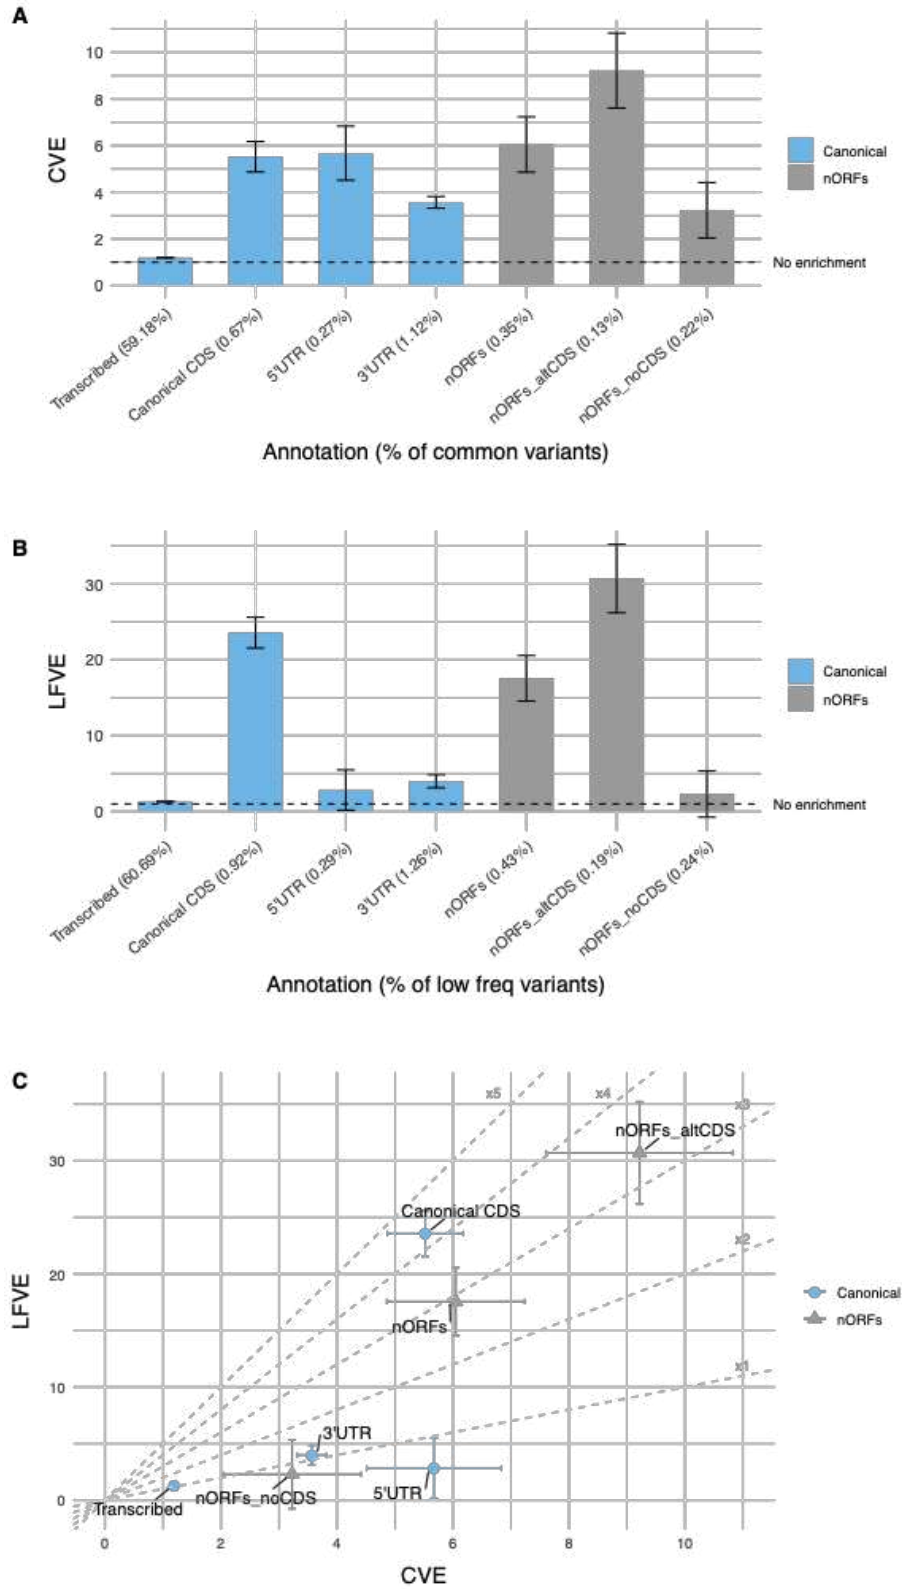 A
10
8
6
4
2
0
CVE
Canonical
nORFs
No enrichment
Transcribed (59.18%)
Canonical CDS (0.67%)
5'UTR (0.27%)
3'UTR (1.12%)
nORFs (0.35%)
nORFs_altCDS (0.13%)
nORFs_noCDS (0.22%)
Annotation (% of common variants)
B
30
20
10
0
LFVE
Canonical
nORFs
No enrichment
Transcribed (60.69%)
Canonical CDS (0.92%)
5'UTR (0.29%)
3'UTR (1.26%)
nORFs (0.43%)
nORFs_altCDS (0.19%)
nORFs_noCDS (0.24%)
Annotation (% of low freq variants)
C
x5
x4
x3
nORFs_altCDS
30
Canonical CDS
x2
20
LFVE
Canonical
nORFs
nORFs
x1
10
3'UTR
0
Transcribed
nORFs_noCDS
5'UTR
0
2
4
6
8
10
CVE